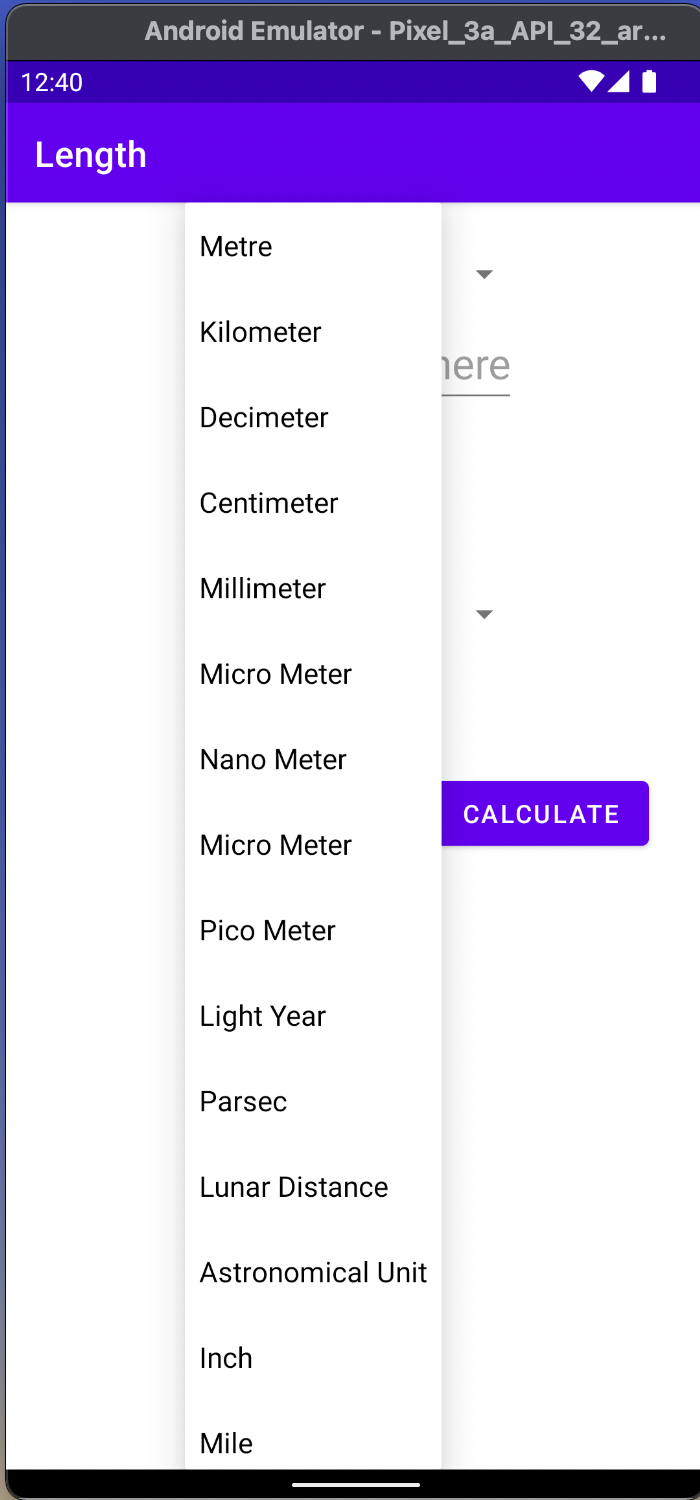 Android Emulator - Pixel_3a_API_32_ar...
12:40
Length
Metre
Kilometer
here
Decimeter
Centimeter
Millimeter
Micro Meter
Nano Meter
CALCULATE
Micro Meter
Pico Meter
Light Year
Parsec
Lunar Distance
Astronomical Unit
Inch
Mile